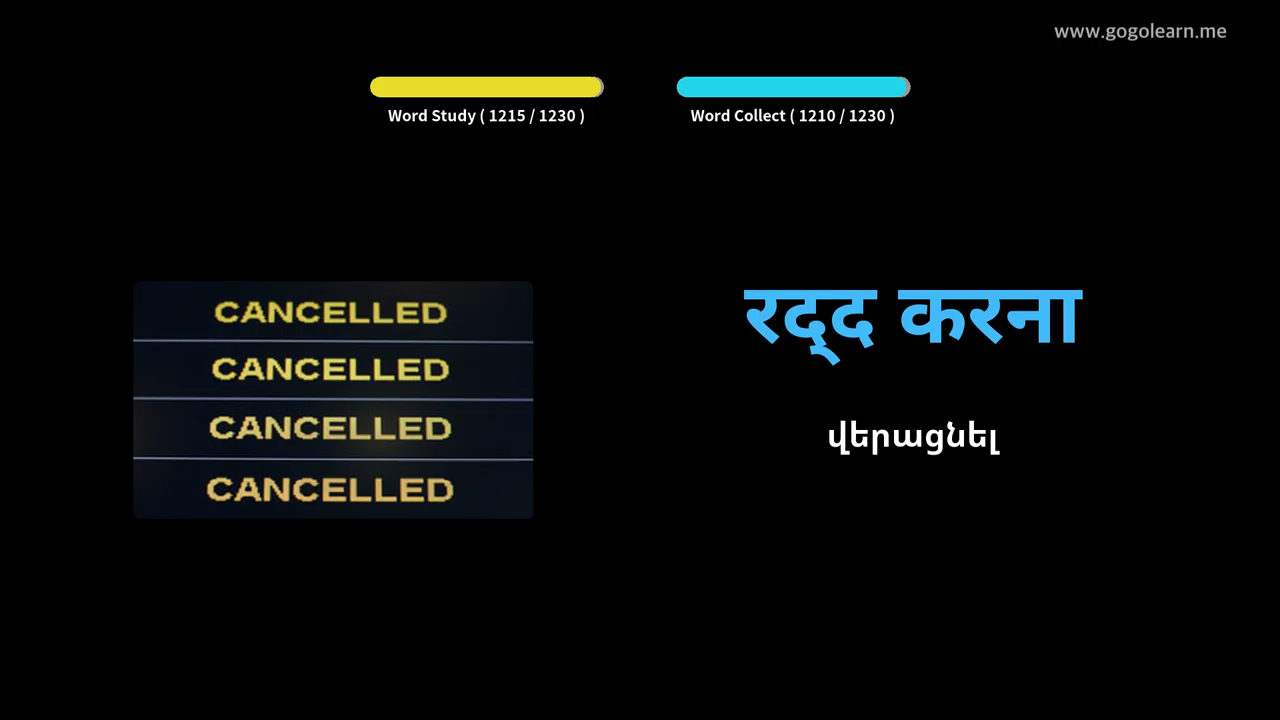 www.gogolearn.me
Word Study ( 1215 / 1230 )
Word Collect ( 1210 / 1230 )
CANCELLED
CANCELLED
CANCELLED
CANCELLED
रद्द करना
վերացնել